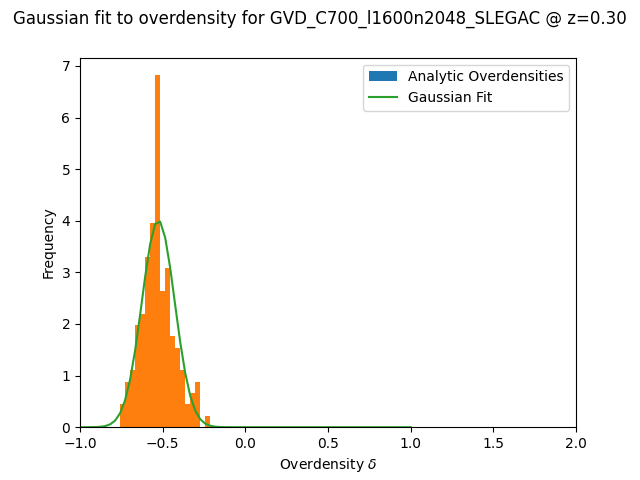 Gaussian fit to overdensity for GVD_C700_l1600n2048_SLEGAC @ z=0.30
Analytic Overdensities
Gaussian Fit
Frequency
7
6
5
4
3
2
1
0
−1.0 −0.5 0.0 0.5 1.0 1.5 2.0
Overdensity δ